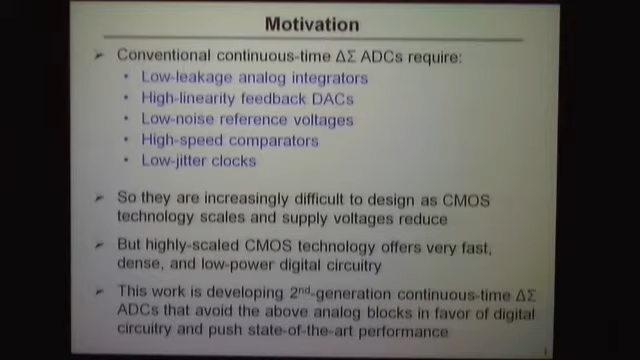 Motivation
➢ Conventional continuous-time ΔΣ ADCs require:
• Low-leakage analog integrators
• High-linearity feedback DACs
• Low-noise reference voltages
• High-speed comparators
• Low-jitter clocks
➢ So they are increasingly difficult to design as CMOS
technology scales and supply voltages reduce
➢ But highly-scaled CMOS technology offers very fast,
dense, and low-power digital circuitry
➢ This work is developing 2nd-generation continuous-time ΔΣ
ADCs that avoid the above analog blocks in favor of digital
circuitry and push state-of-the-art performance